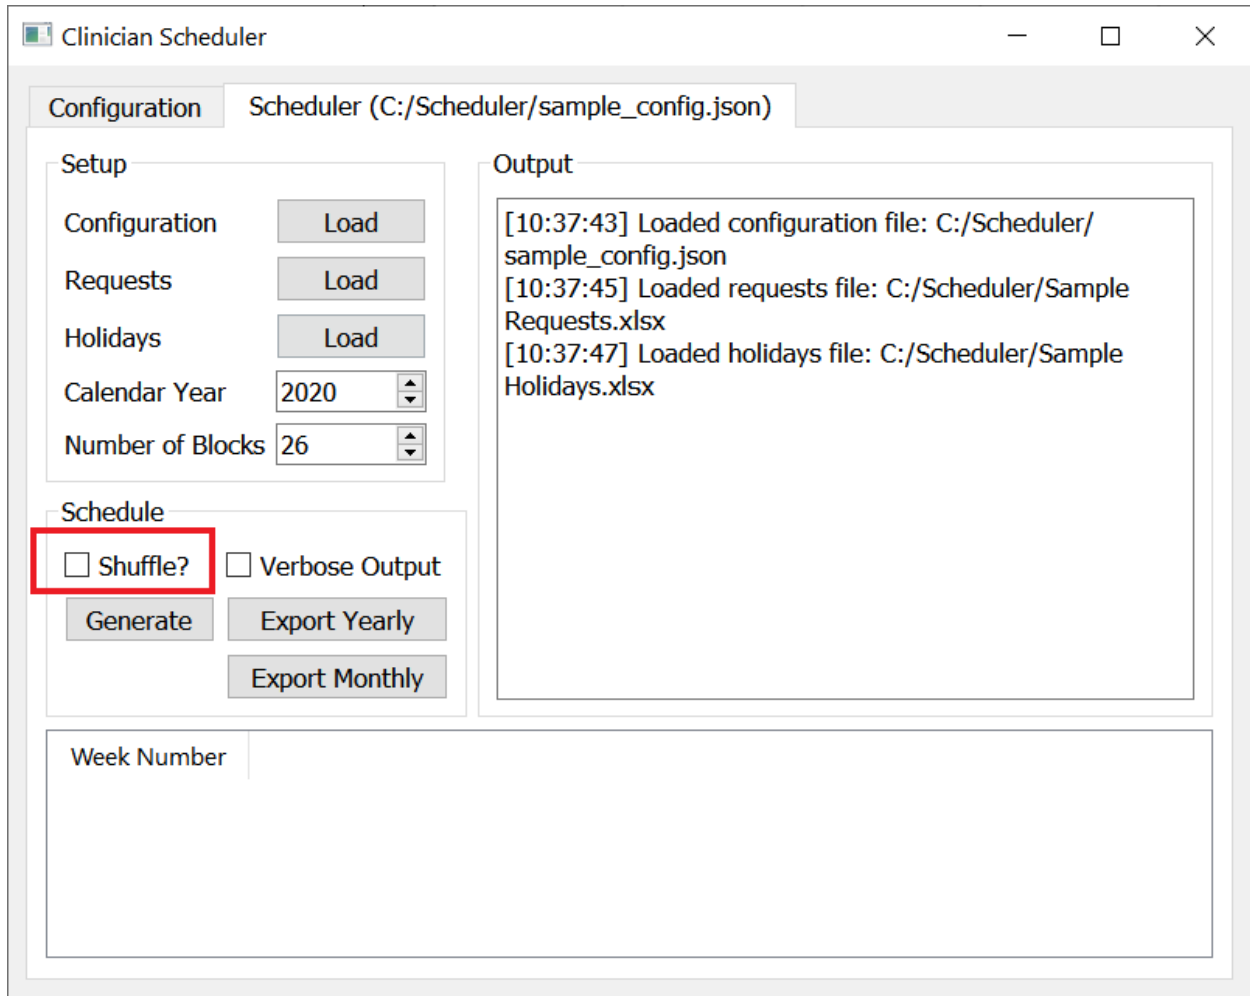 Clinician Scheduler
Configuration
Scheduler (C:/Scheduler/sample_config.json)
Setup
Configuration
Load
Requests
Load
Holidays
Load
Calendar Year
2020
Number of Blocks
26
Output
[10:37:43] Loaded configuration file: C:/Scheduler/
sample_config.json
[10:37:45] Loaded requests file: C:/Scheduler/Sample
Requests.xlsx
[10:37:47] Loaded holidays file: C:/Scheduler/Sample
Holidays.xlsx
Schedule
Shuffle?
Verbose Output
Generate
Export Yearly
Export Monthly
Week Number